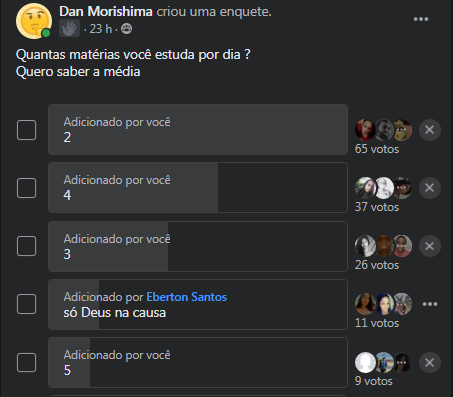 Dan Morishima criou uma enquete.
· 23 h ·
Quantas matérias você estuda por dia ?
Quero saber a média
Adicionado por você
2
65 votos
Adicionado por você
4
37 votos
Adicionado por você
3
26 votos
Adicionado por Eberton Santos
só Deus na causa
11 votos
Adicionado por você
5
9 votos